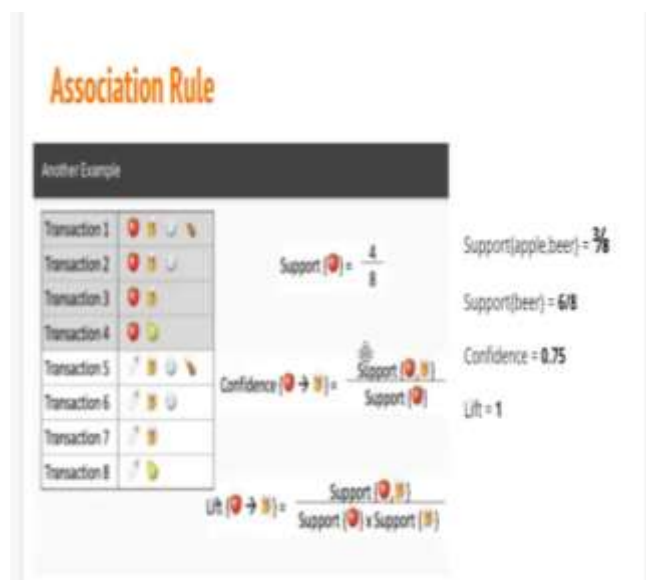 Association Rule
Another Example
Transaction 1
Transaction 2
Transaction 3
Transaction 4
Transaction 5
Transaction 6
Transaction 7
Transaction 8
Support () = 4
8
Confidence ( → ) = Support (,)
Support ()
Lift ( → ) = Support (,)
Support () x Support ()
Support(apple,beer) = 3/8
Support(beer) = 6/8
Confidence = 0.75
Lift = 1